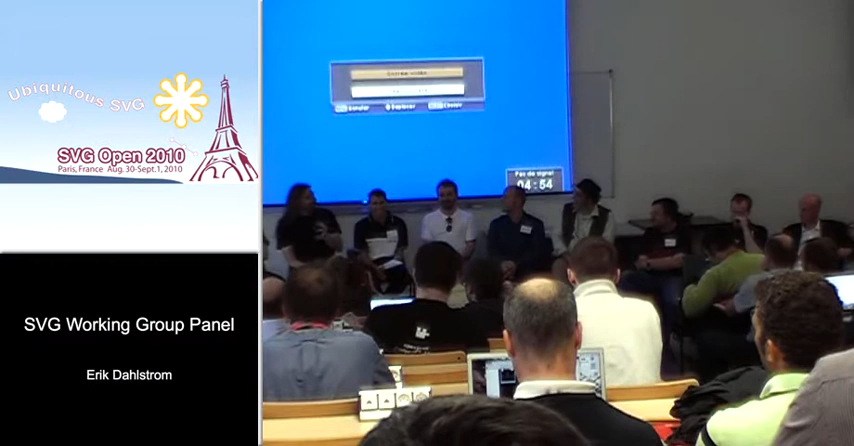 Ubiquitous SVG
SVG Open 2010
Paris, France Aug. 30-Sept.1, 2010
SVG Working Group Panel
Erik Dahlstrom
Pas de signal
04:54